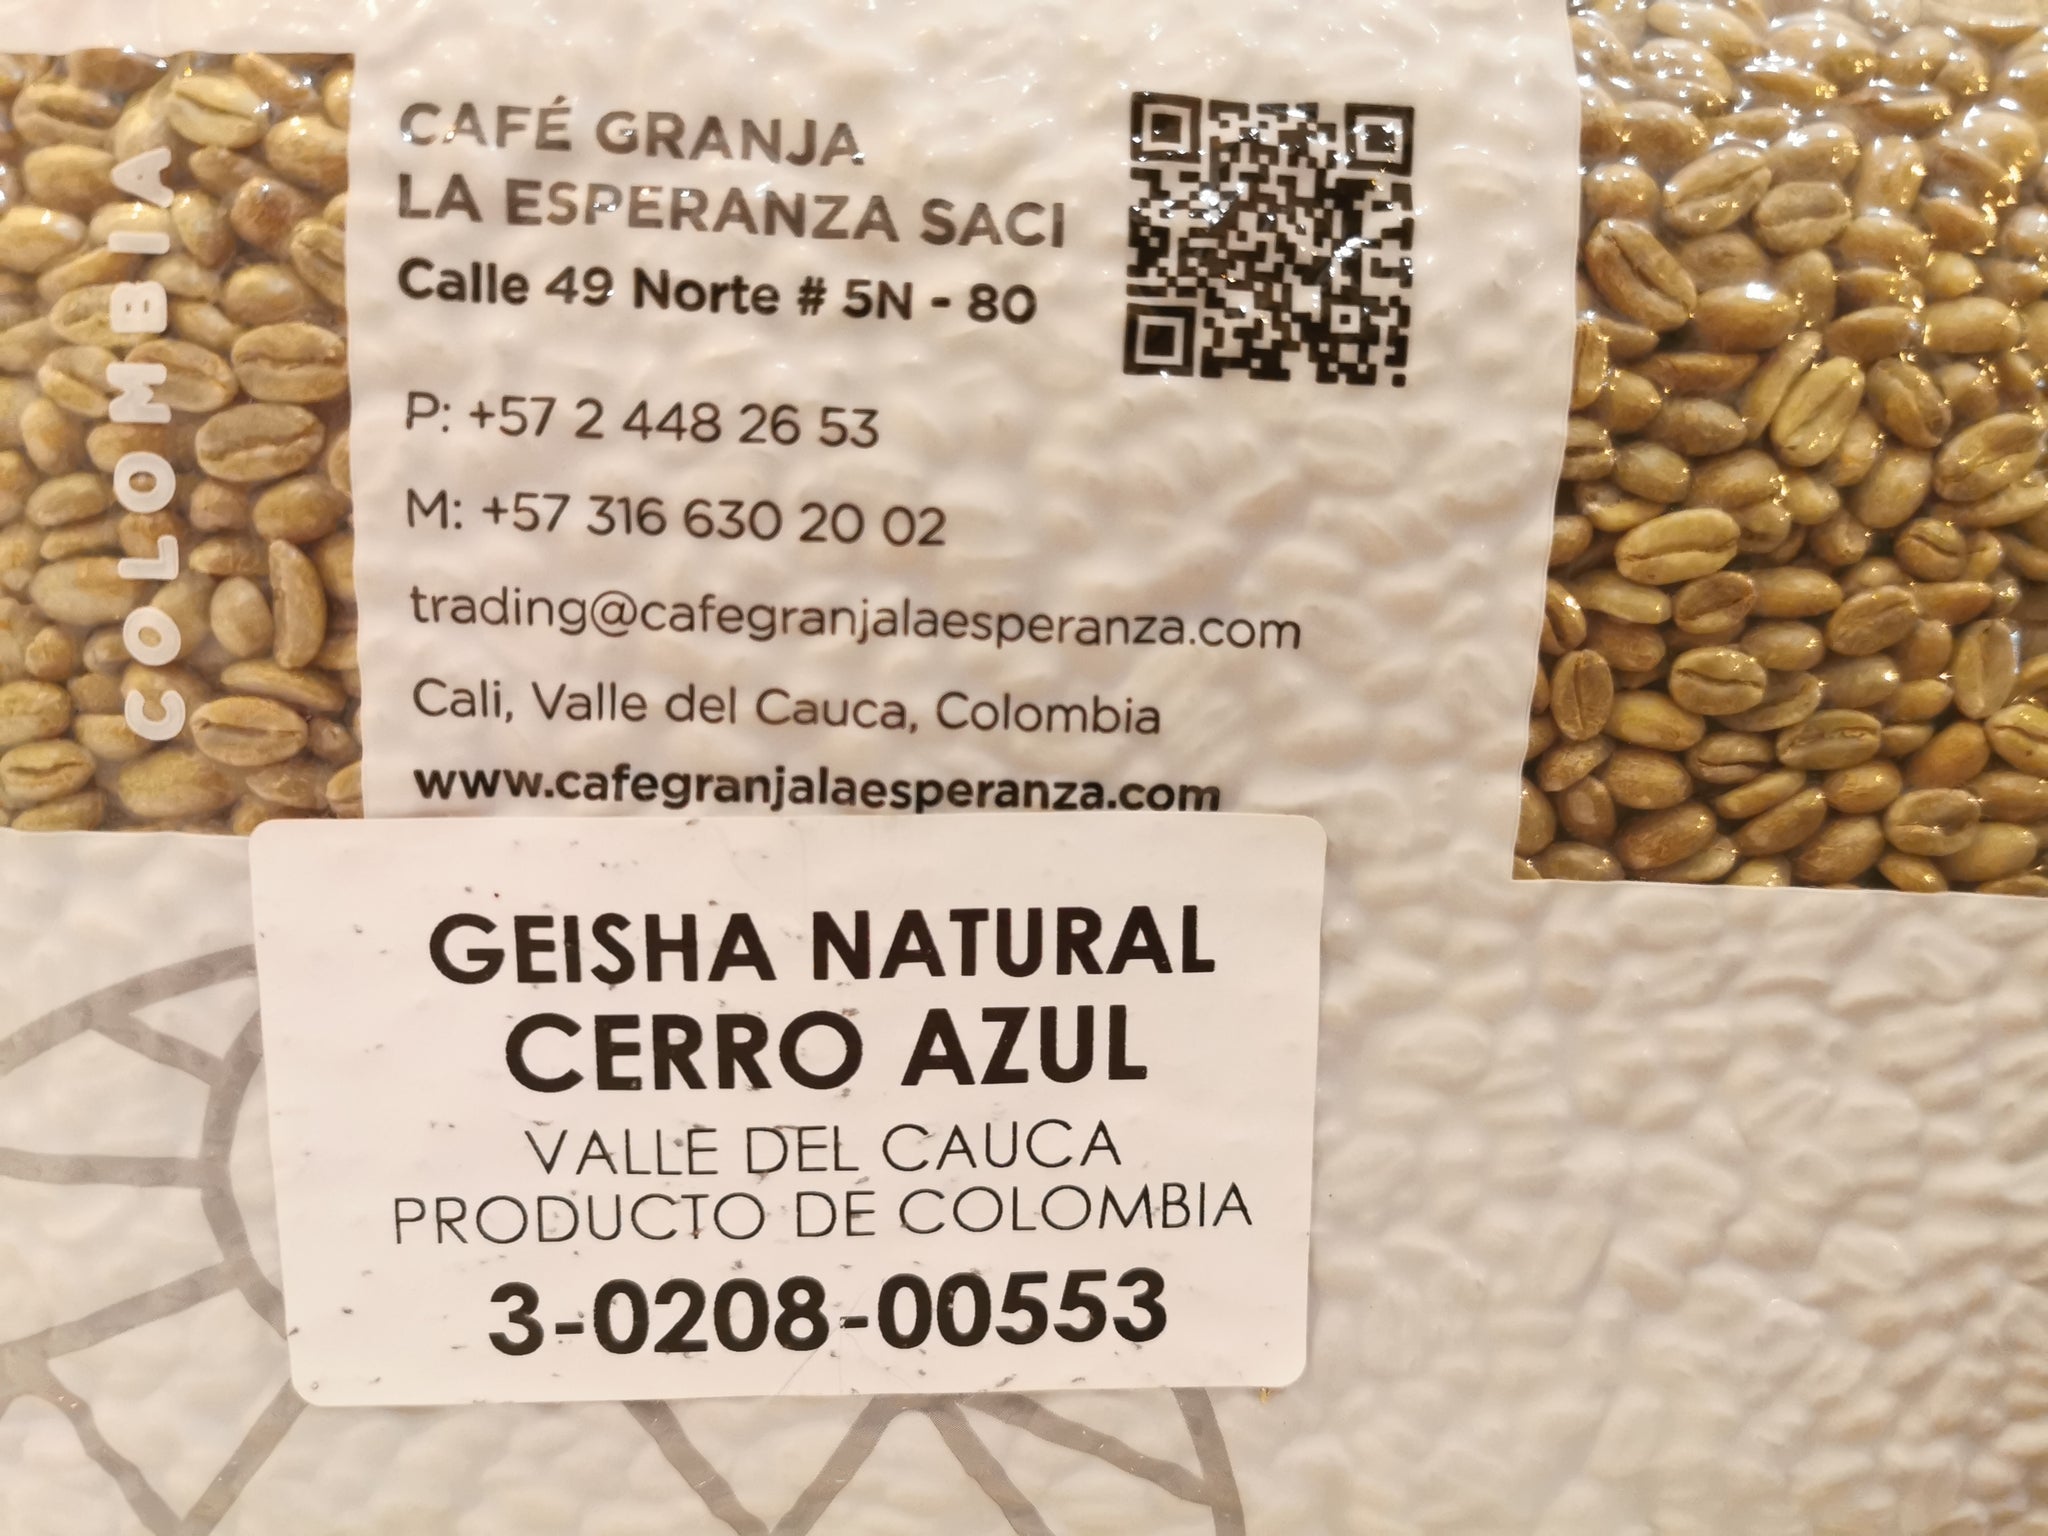 COLOMBIA
CAFÉ GRANJA
LA ESPERANZA SACI
Calle 49 Norte # 5N - 80
P: +57 2 448 26 53
M: +57 316 630 20 02
trading@cafegranjalaesperanza.com
Cali, Valle del Cauca, Colombia
www.cafegranjalaesperanza.com
GEISHA NATURAL
CERRO AZUL
VALLE DEL CAUCA
PRODUCTO DE COLOMBIA
3-0208-00553